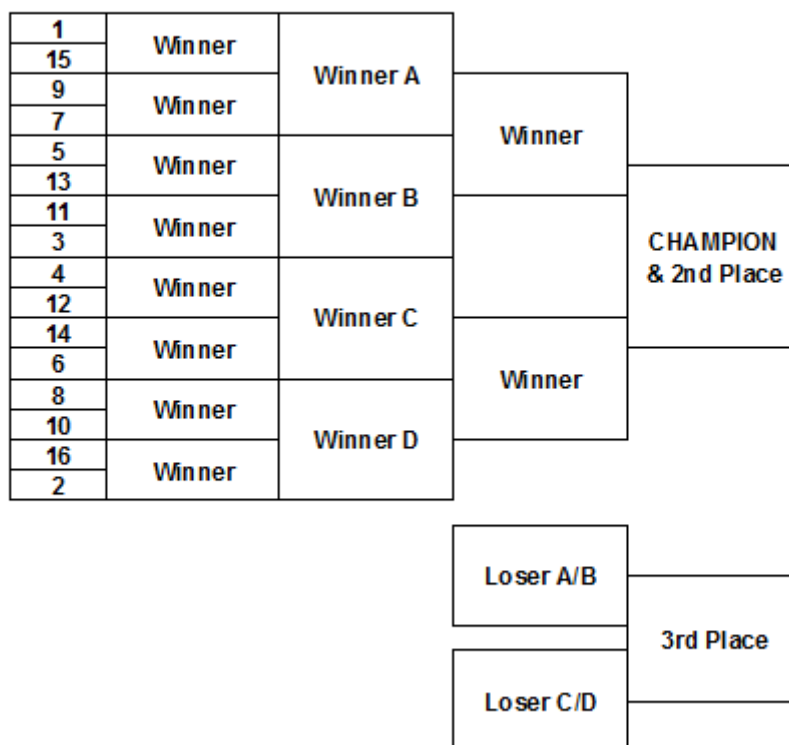 1
15
9
7
5
13
11
3
4
12
14
6
8
10
16
2
Winner
Winner
Winner
Winner
Winner
Winner
Winner
Winner
Winner A
Winner B
Winner C
Winner D
Winner
Winner
CHAMPION
& 2nd Place
Loser A/B
Loser C/D
3rd Place